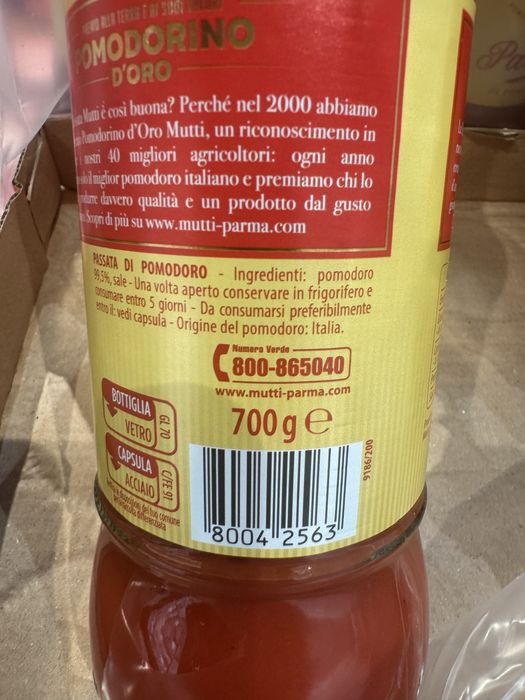 POMODORINO
D'ORO
Mutti è così buona? Perché nel 2000 abbiamo
Pomodorino d'Oro Mutti, un riconoscimento in
nostri 40 migliori agricoltori: ogni anno
il miglior pomodoro italiano e premiamo chi lo
davvero qualità e un prodotto dal gusto
Scopri di più su www.mutti-parma.com
PASSATA DI POMODORO - Ingredienti: pomodoro
99,5%, sale - Una volta aperto conservare in frigorifero e
consumare entro 5 giorni - Da consumarsi preferibilmente
entro il: vedi capsula - Origine del pomodoro: Italia.
Numero Verde
800-865040
www.mutti-parma.com
BOTTIGLIA
VETRO
GL 70
700 g e
CAPSULA
ACCIAIO
C/FE 91
9186/200
8004 2563